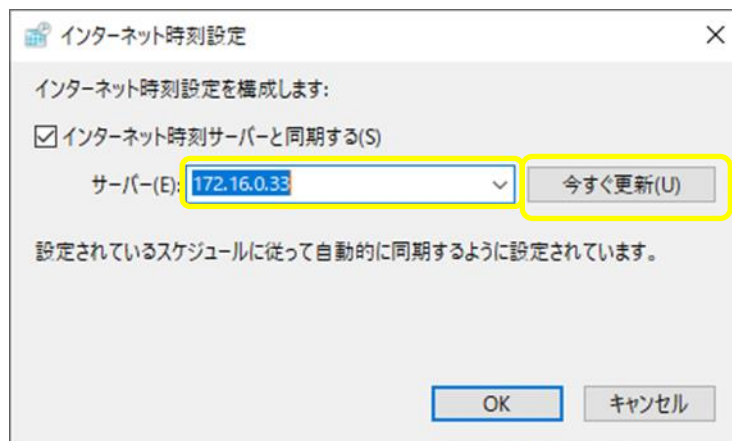 インターネット時刻設定
インターネット時刻設定を構成します:
インターネット時刻サーバーと同期する(S)
サーバー(E): 172.16.0.33 今すぐ更新(U)
設定されているスケジュールに従って自動的に同期するように設定されています。
OK キャンセル